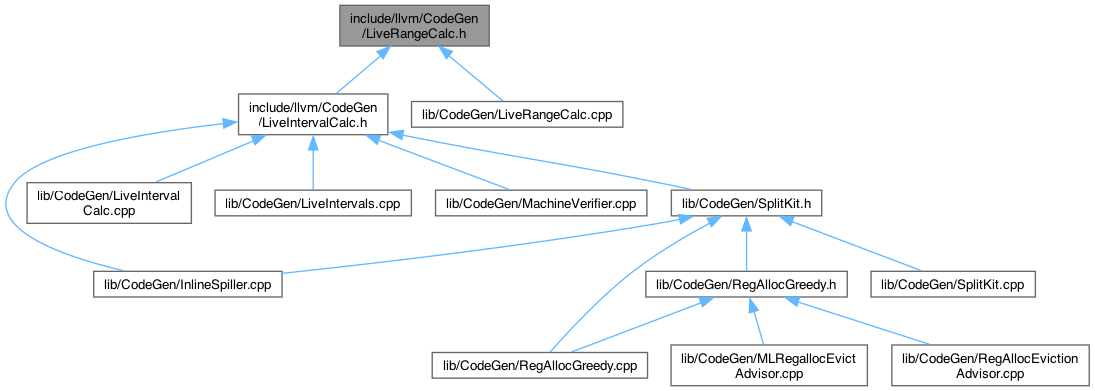 include/llvm/CodeGen
/LiveRangeCalc.h
include/llvm/CodeGen
/LiveIntervalCalc.h
lib/CodeGen/LiveRangeCalc.cpp
lib/CodeGen/LiveInterval
Calc.cpp
lib/CodeGen/LiveIntervals.cpp
lib/CodeGen/MachineVerifier.cpp
lib/CodeGen/SplitKit.h
lib/CodeGen/InlineSpiller.cpp
lib/CodeGen/RegAllocGreedy.h
lib/CodeGen/SplitKit.cpp
lib/CodeGen/RegAllocGreedy.cpp
lib/CodeGen/MLRegallocEvict
Advisor.cpp
lib/CodeGen/RegAllocEviction
Advisor.cpp